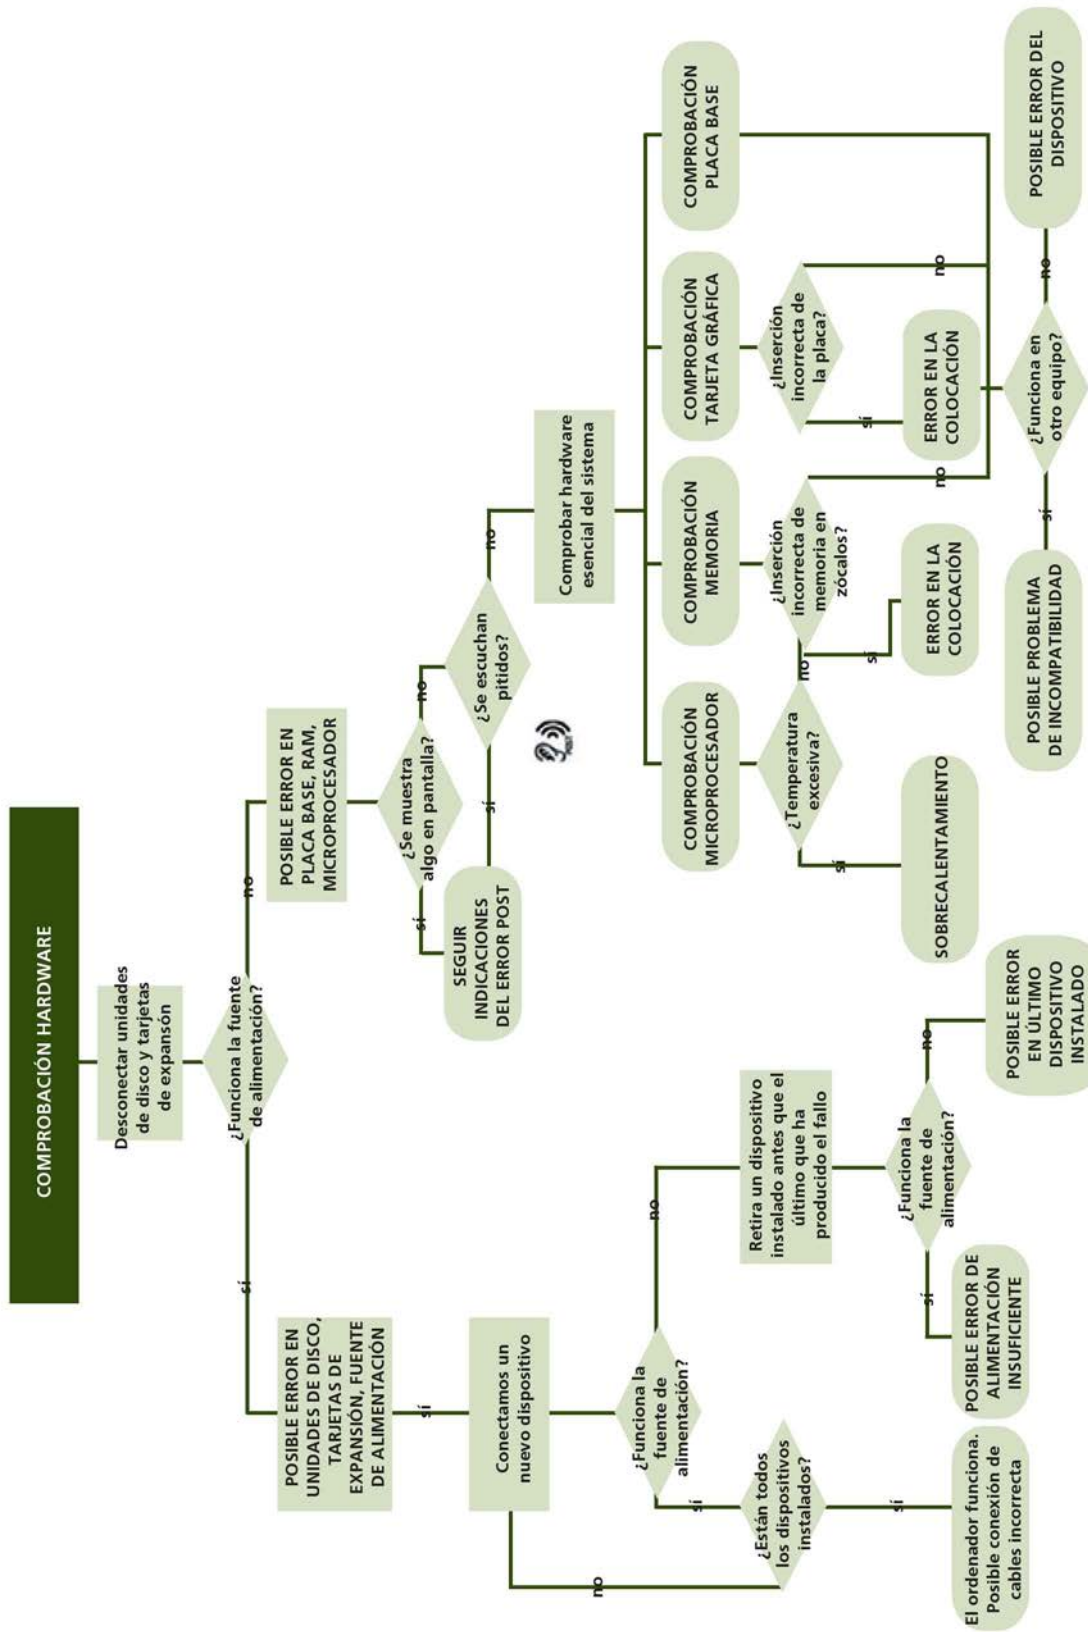 COMPROBACIÓN HARDWARE
Desconectar unidades
de disco y tarjetas
de expansón
¿Funciona la fuente
de alimentación?
sí
no
POSIBLE ERROR EN
UNIDADES DE DISCO,
TARJETAS DE
EXPANSIÓN, FUENTE
DE ALIMENTACIÓN
sí
Conectamos un
nuevo dispositivo
¿Funciona la
fuente de
alimentación?
sí
no
¿Están todos
los dispositivos
instalados?
no
sí
El ordenador funciona.
Posible conexión de
cables incorrecta
Retira un dispositivo
instalado antes que el
último que ha
producido el fallo
¿Funciona la
fuente de
alimentación?
sí
no
POSIBLE ERROR DE
ALIMENTACIÓN
INSUFICIENTE
POSIBLE ERROR
EN ÚLTIMO
DISPOSITIVO
INSTALADO
POSIBLE ERROR EN
PLACA BASE, RAM,
MICROPROCESADOR
¿Se muestra
algo en pantalla?
sí
no
SEGUIR
INDICACIONES
DEL ERROR POST
¿Se escuchan
pitidos?
sí
no
Comprobar hardware
esencial del sistema
COMPROBACIÓN
MICROPROCESADOR
COMPROBACIÓN
MEMORIA
COMPROBACIÓN
TARJETA GRÁFICA
COMPROBACIÓN
PLACA BASE
¿Temperatura
excesiva?
sí
no
SOBRECALENTAMIENTO
¿Inserción
incorrecta de
memoria en
zócalos?
sí
no
ERROR EN LA
COLOCACIÓN
¿Inserción
incorrecta de
la placa?
sí
no
ERROR EN LA
COLOCACIÓN
¿Funciona en
otro equipo?
sí
no
POSIBLE PROBLEMA
DE INCOMPATIBILIDAD
POSIBLE ERROR DEL
DISPOSITIVO